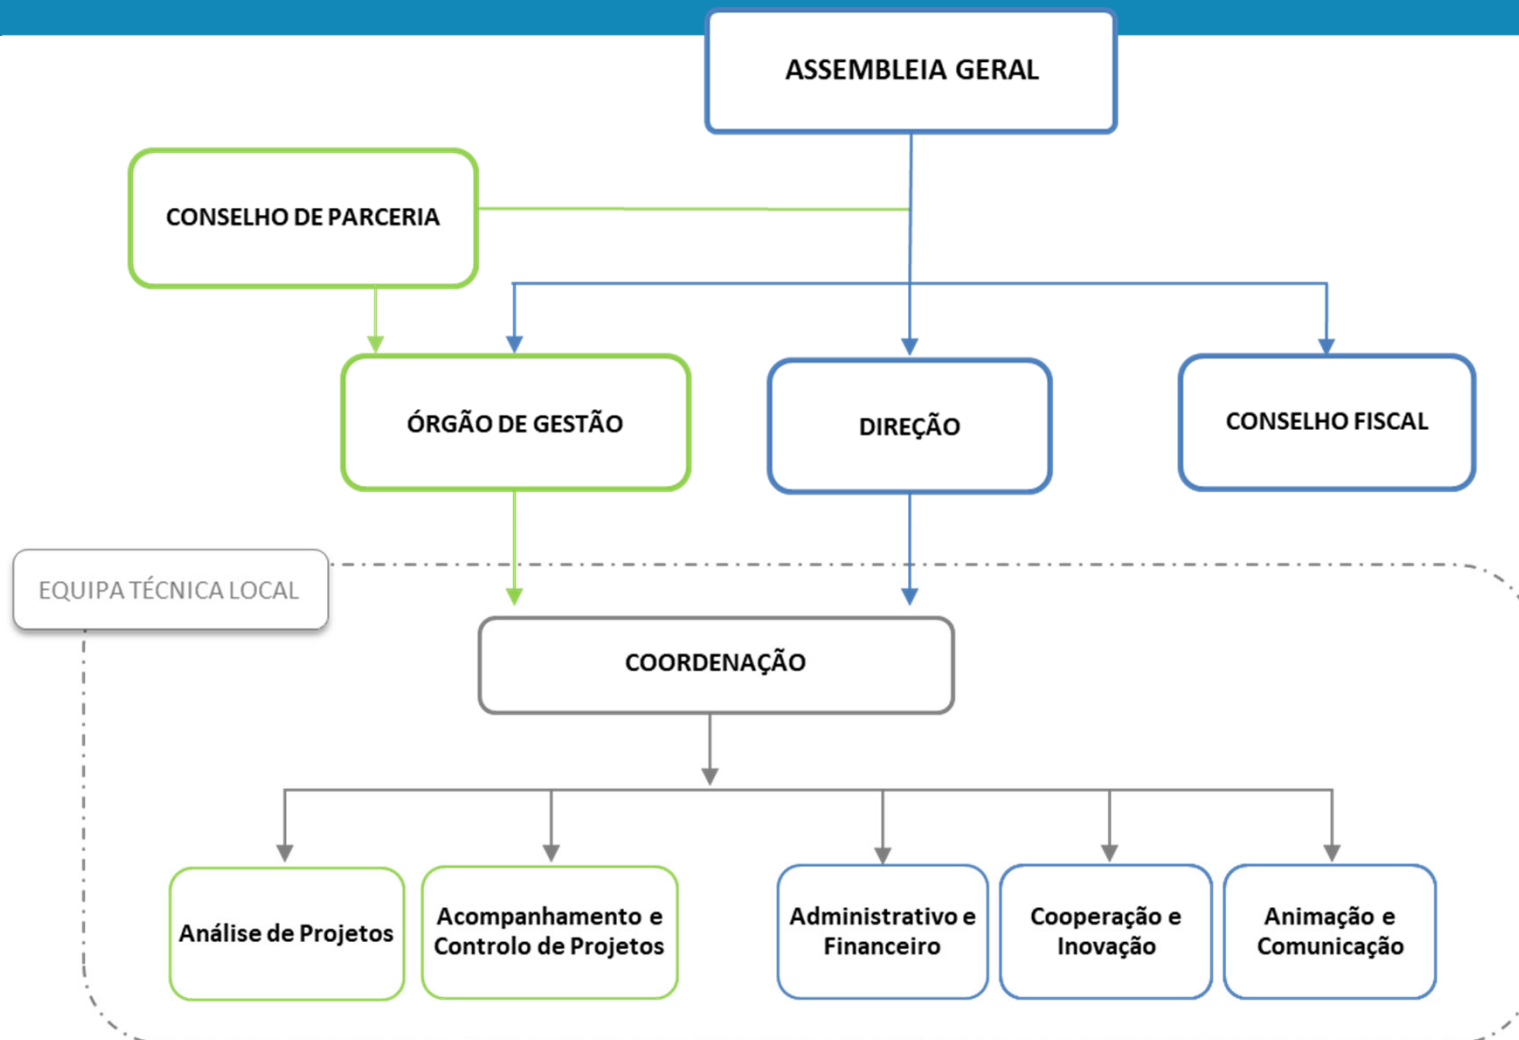 ASSEMBLEIA GERAL
CONSELHO DE PARCERIA
ÓRGÃO DE GESTÃO
DIREÇÃO
CONSELHO FISCAL
EQUIPA TÉCNICA LOCAL
COORDENAÇÃO
Análise de Projetos
Acompanhamento e
Controlo de Projetos
Administrativo e
Financeiro
Cooperação e
Inovação
Animação e
Comunicação